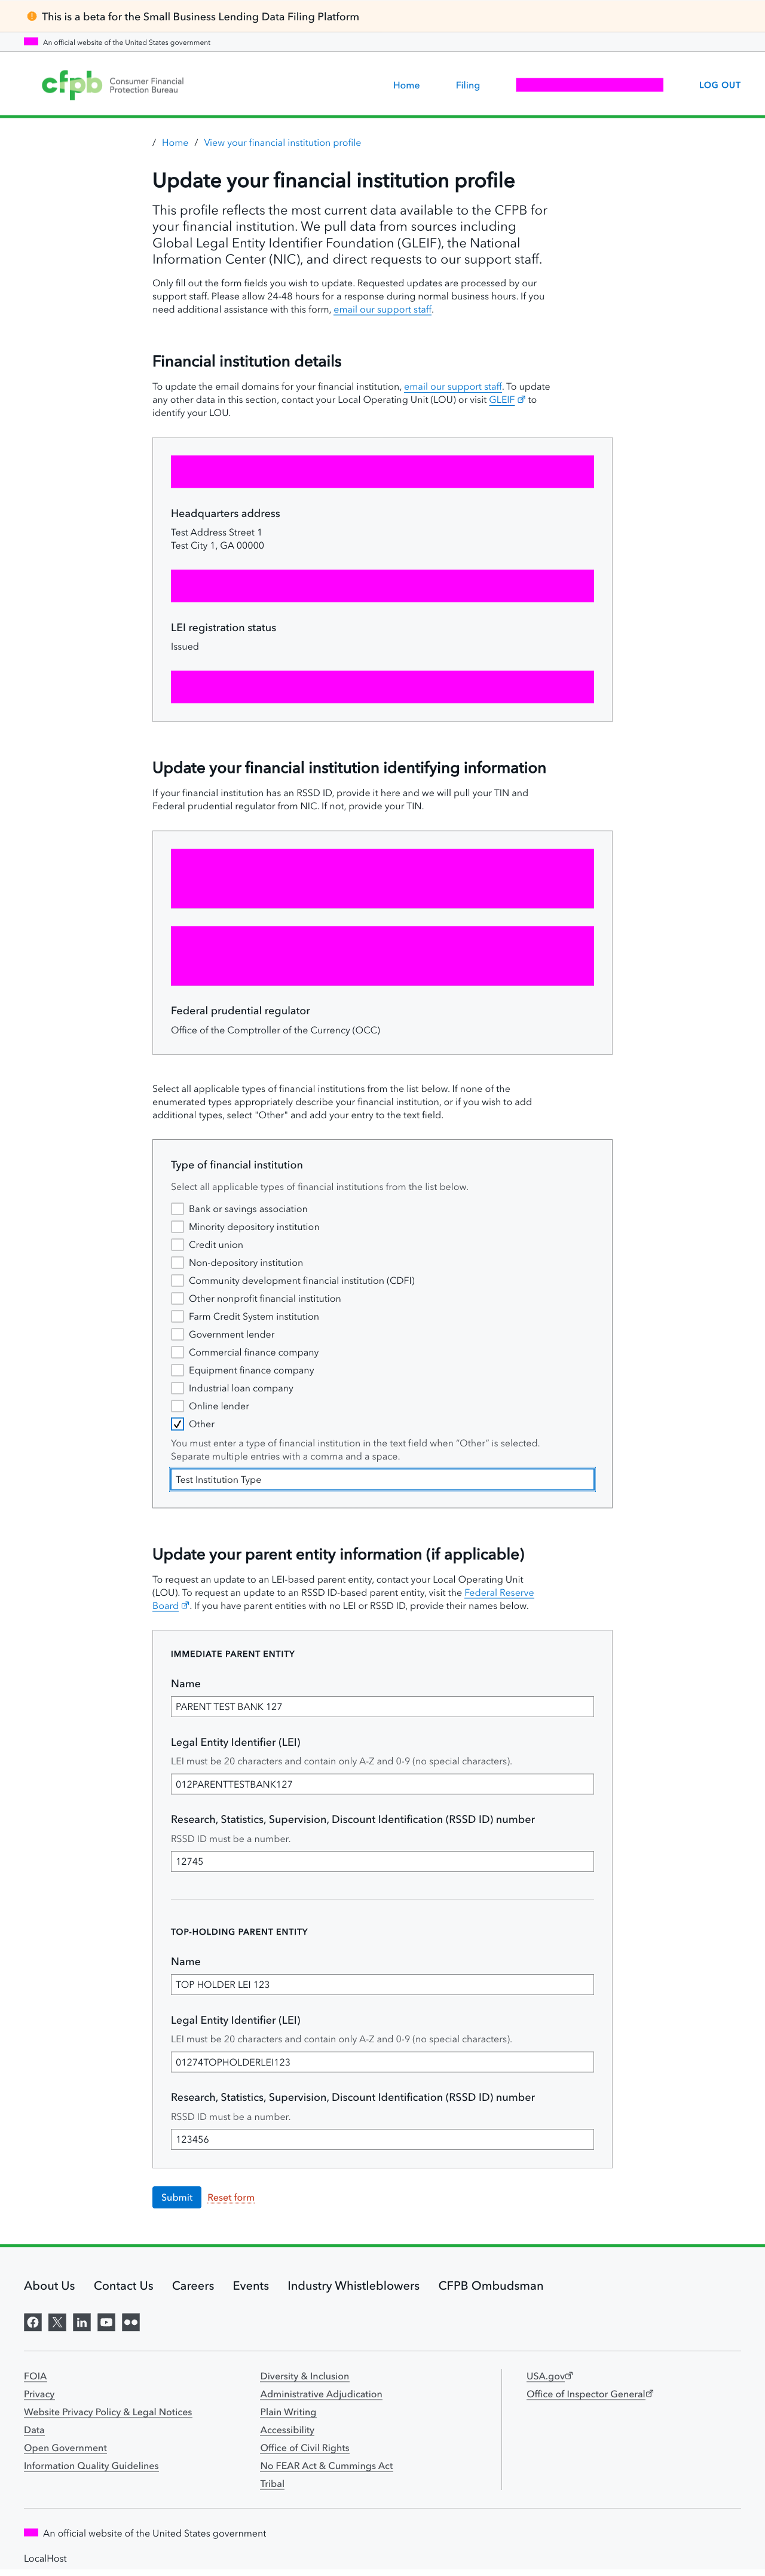 This is a beta for the Small Business Lending Data Filing Platform
An official website of the United States government
cfpb Consumer Financial
Protection Bureau
Home Filing LOG OUT
/ Home / View your financial institution profile
Update your financial institution profile
This profile reflects the most current data available to the CFPB for
your financial institution. We pull data from sources including
Global Legal Entity Identifier Foundation (GLEIF), the National
Information Center (NIC), and direct requests to our support staff.
Only fill out the form fields you wish to update. Requested updates are processed by our
support staff. Please allow 24-48 hours for a response during normal business hours. If you
need additional assistance with this form, email our support staff.
Financial institution details
To update the email domains for your financial institution, email our support staff. To update
any other data in this section, contact your Local Operating Unit (LOU) or visit GLEIF to
identify your LOU.
Headquarters address
Test Address Street 1
Test City 1, GA 00000
LEI registration status
Issued
Update your financial institution identifying information
If your financial institution has an RSSD ID, provide it here and we will pull your TIN and
Federal prudential regulator from NIC. If not, provide your TIN.
Federal prudential regulator
Office of the Comptroller of the Currency (OCC)
Select all applicable types of financial institutions from the list below. If none of the
enumerated types appropriately describe your financial institution, or if you wish to add
additional types, select "Other" and add your entry to the text field.
Type of financial institution
Select all applicable types of financial institutions from the list below.
Bank or savings association
Minority depository institution
Credit union
Non-depository institution
Community development financial institution (CDFI)
Other nonprofit financial institution
Farm Credit System institution
Government lender
Commercial finance company
Equipment finance company
Industrial loan company
Online lender
Other
You must enter a type of financial institution in the text field when “Other” is selected.
Separate multiple entries with a comma and a space.
Test Institution Type
Update your parent entity information (if applicable)
To request an update to an LEI-based parent entity, contact your Local Operating Unit
(LOU). To request an update to an RSSD ID-based parent entity, visit the Federal Reserve
Board. If you have parent entities with no LEI or RSSD ID, provide their names below.
IMMEDIATE PARENT ENTITY
Name
PARENT TEST BANK 127
Legal Entity Identifier (LEI)
LEI must be 20 characters and contain only A-Z and 0-9 (no special characters).
012PARENTTESTBANK127
Research, Statistics, Supervision, Discount Identification (RSSD ID) number
RSSD ID must be a number.
12745
TOP-HOLDING PARENT ENTITY
Name
TOP HOLDER LEI 123
Legal Entity Identifier (LEI)
LEI must be 20 characters and contain only A-Z and 0-9 (no special characters).
01274TOPHOLDERLEI123
Research, Statistics, Supervision, Discount Identification (RSSD ID) number
RSSD ID must be a number.
123456
Submit Reset form
About Us Contact Us Careers Events Industry Whistleblowers CFPB Ombudsman
FOIA
Privacy
Website Privacy Policy & Legal Notices
Data
Open Government
Information Quality Guidelines
Diversity & Inclusion
Administrative Adjudication
Plain Writing
Accessibility
Office of Civil Rights
No FEAR Act & Cummings Act
Tribal
USA.gov
Office of Inspector General
An official website of the United States government
LocalHost